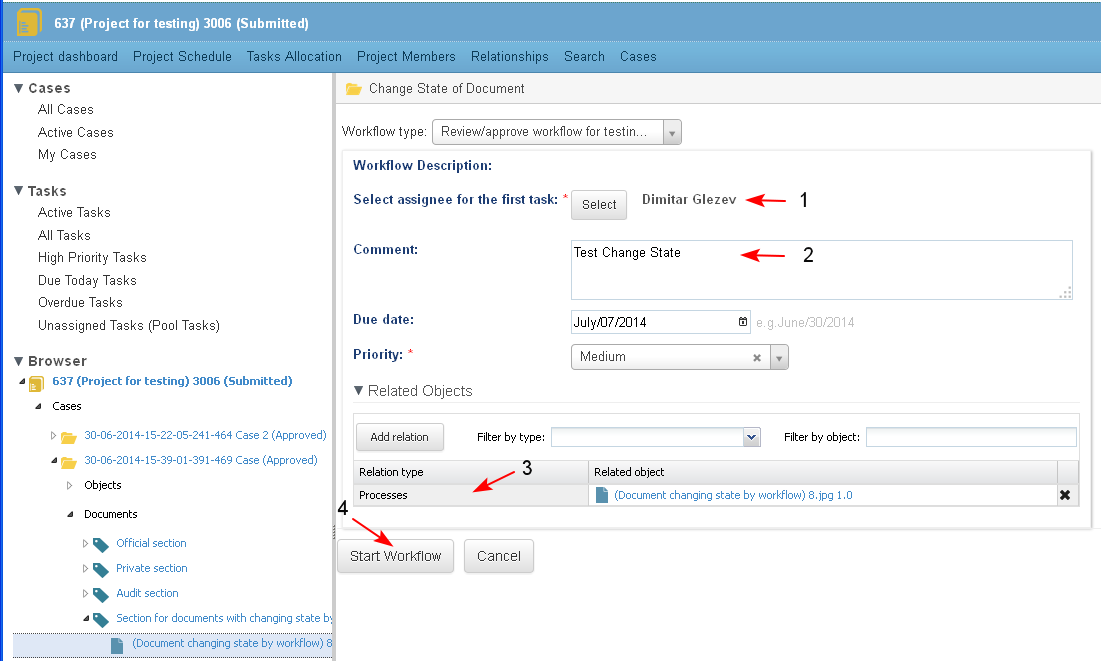 637 (Project for testing) 3006 (Submitted)
Project dashboard Project Schedule Tasks Allocation Project Members Relationships Search Cases
Cases
All Cases
Active Cases
My Cases
Tasks
Active Tasks
All Tasks
High Priority Tasks
Due Today Tasks
Overdue Tasks
Unassigned Tasks (Pool Tasks)
Browser
637 (Project for testing) 3006 (Submitted)
Cases
30-06-2014-15-22-05-241-464 Case 2 (Approved)
30-06-2014-15-39-01-391-469 Case (Approved)
Objects
Documents
Official section
Private section
Audit section
Section for documents with changing state by
(Document changing state by workflow) 8
Change State of Document
Workflow type: Review/approve workflow for testin...
Workflow Description:
Select assignee for the first task: * Select Dimitar Glezev 1
Comment: Test Change State 2
Due date: July/07/2014 e.g.June/30/2014
Priority: * Medium
Related Objects
Add relation Filter by type: Filter by object:
Relation type Related object
Processes 3 (Document changing state by workflow) 8.jpg 1.0
4
Start Workflow Cancel